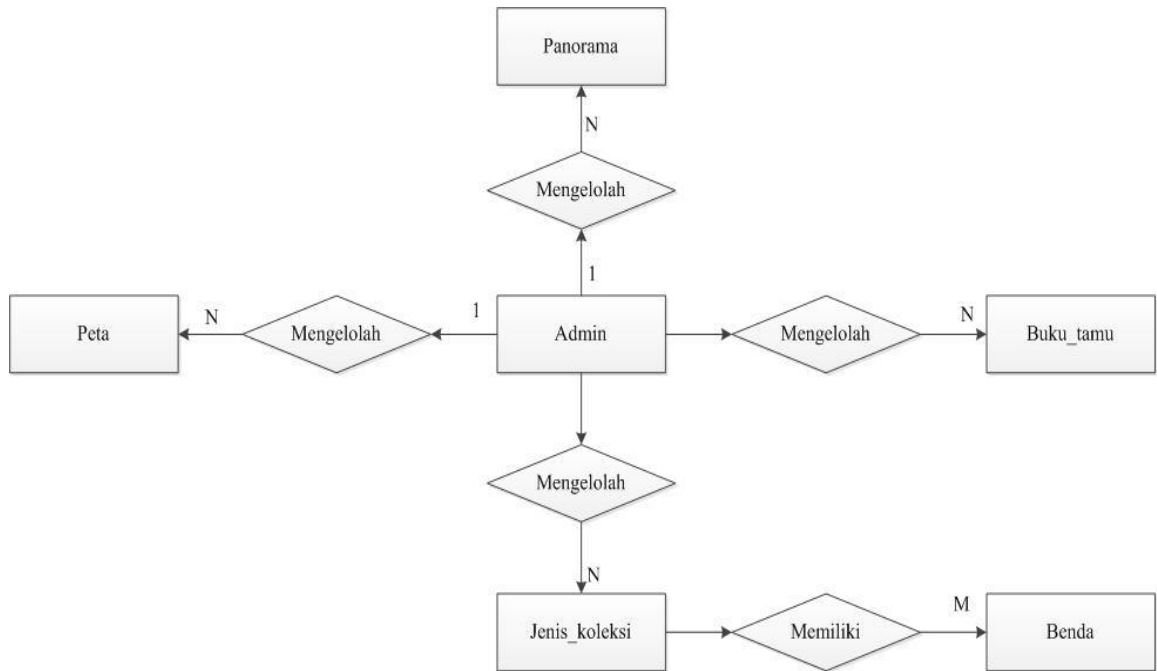 Panorama
N
Mengelolah
1
Peta
N
Mengelolah
1
Admin
Mengelolah
N
Buku_tamu
Mengelolah
N
Jenis_koleksi
Memiliki
M
Benda